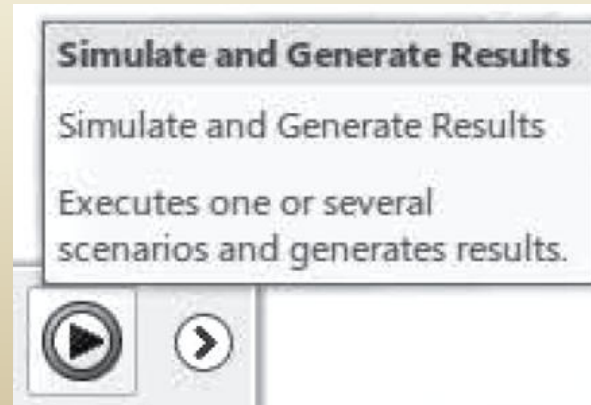 Simulate and Generate Results
Simulate and Generate Results
Executes one or several
scenarios and generates results.